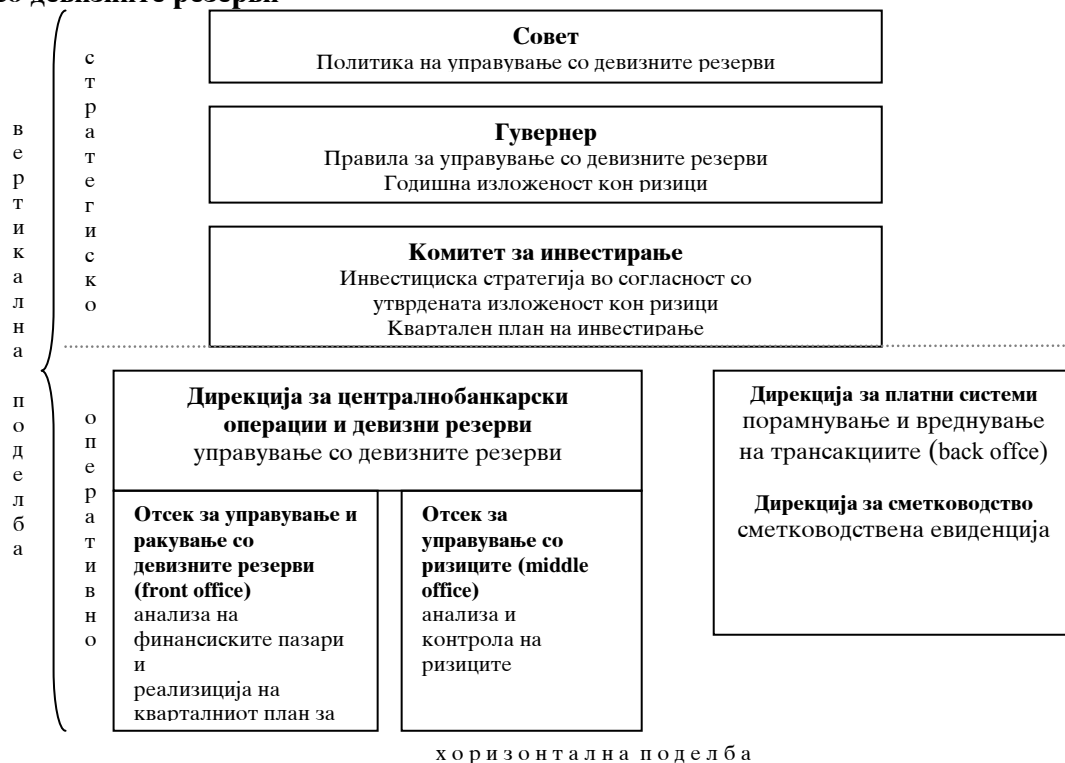 со девизните резерви
Совет
Политика на управување со девизните резерви
Гувернер
Правила за управување со девизните резерви
Годишна изложеност кон ризици
Комитет за инвестирање
Инвестициска стратегија во согласност со
утврдената изложеност кон ризици
Квартален план на инвестирање
стратегиско
вертикална поделба
оперативно
Дирекција за централнобанкарски
операции и девизни резерви
управување со девизните резерви
Отсек за управување и
ракување со
девизните резерви
(front office)
анализа на
финансиските пазари
и
реализиција на
кварталниот план за
Отсек за
управување со
ризиците (middle
office)
анализа и
контрола на
ризиците
Дирекција за платни системи
порамнување и вреднување
на трансакциите (back offce)
Дирекција за сметководство
сметководствена евиденција
хоризонтална поделба